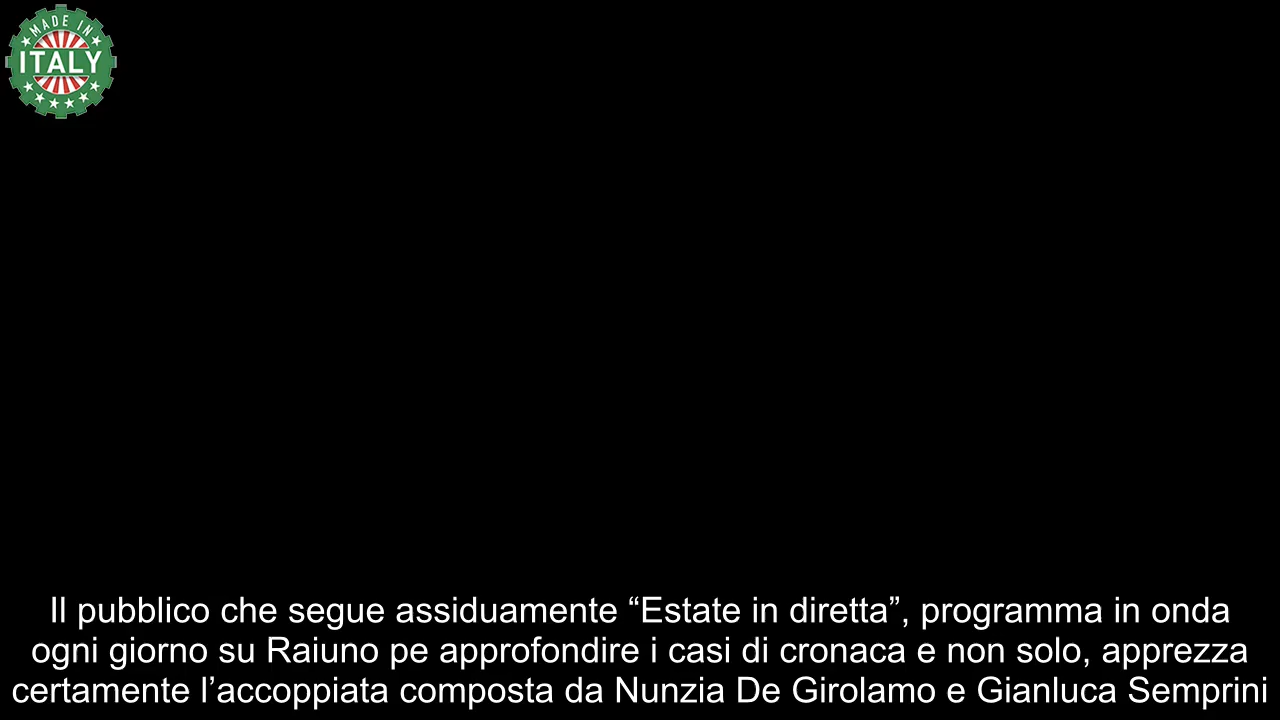 MADE IN
ITALY
Il pubblico che segue assiduamente “Estate in diretta”, programma in onda
ogni giorno su Raiuno pe approfondire i casi di cronaca e non solo, apprezza
certamente l’accoppiata composta da Nunzia De Girolamo e Gianluca Semprini